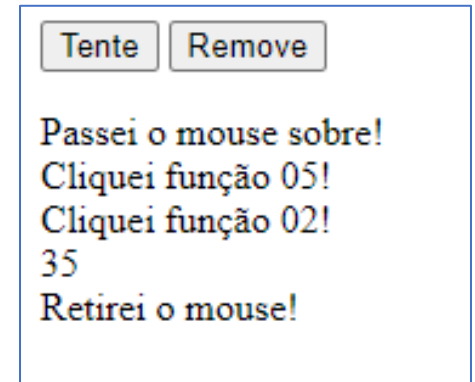 Tente Remove
Passei o mouse sobre!
Cliquei função 05!
Cliquei função 02!
35
Retirei o mouse!